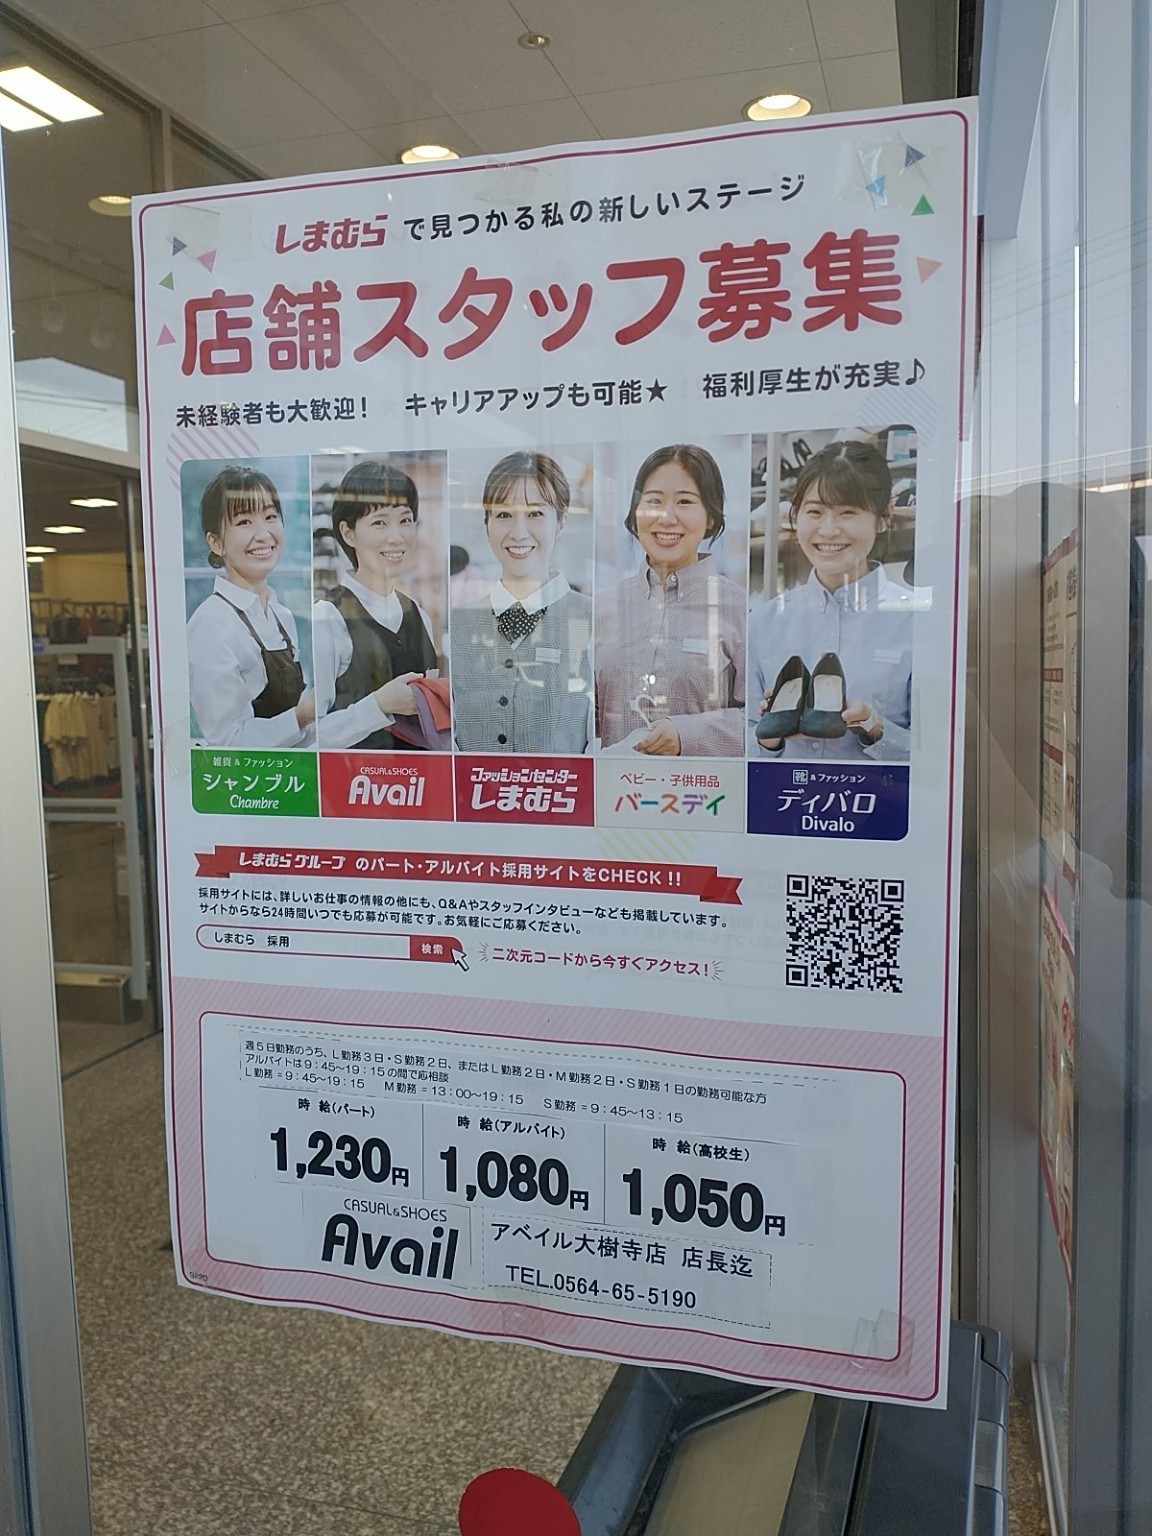 しまむらで見つかる私の新しいステージ
店舗スタッフ募集
未経験者も大歓迎！ キャリアアップも可能★ 福利厚生が充実♪
雑貨&ファッション
シャンブル
Chambre
CASUAL&SHOES
Avail
ファッションセンター
しまむら
ベビー・子供用品
バースデイ
靴&ファッション
ディバロ
Divalo
しまむらグループ のパート・アルバイト採用サイトをCHECK!!
採用サイトには、詳しいお仕事の情報の他にも、Q&Aやスタッフインタビューなども掲載しています。
サイトからなら24時間いつでも応募が可能です。お気軽にご応募ください。
しまむら 採用 検索
二次元コードから今すぐアクセス！
週5日勤務のうち、L勤務3日・S勤務2日、またはL勤務2日・M勤務2日・S勤務1日の勤務可能な方
アルバイトは9：45～19：15の間で応相談
L勤務＝9：45～19：15 M勤務＝13：00～19：15 S勤務＝9：45～13：15
時給(パート) 時給(アルバイト) 時給(高校生)
1,230円 1,080円 1,050円
CASUAL&SHOES
Avail
アベイル大樹寺店 店長迄
TEL.0564-65-5190